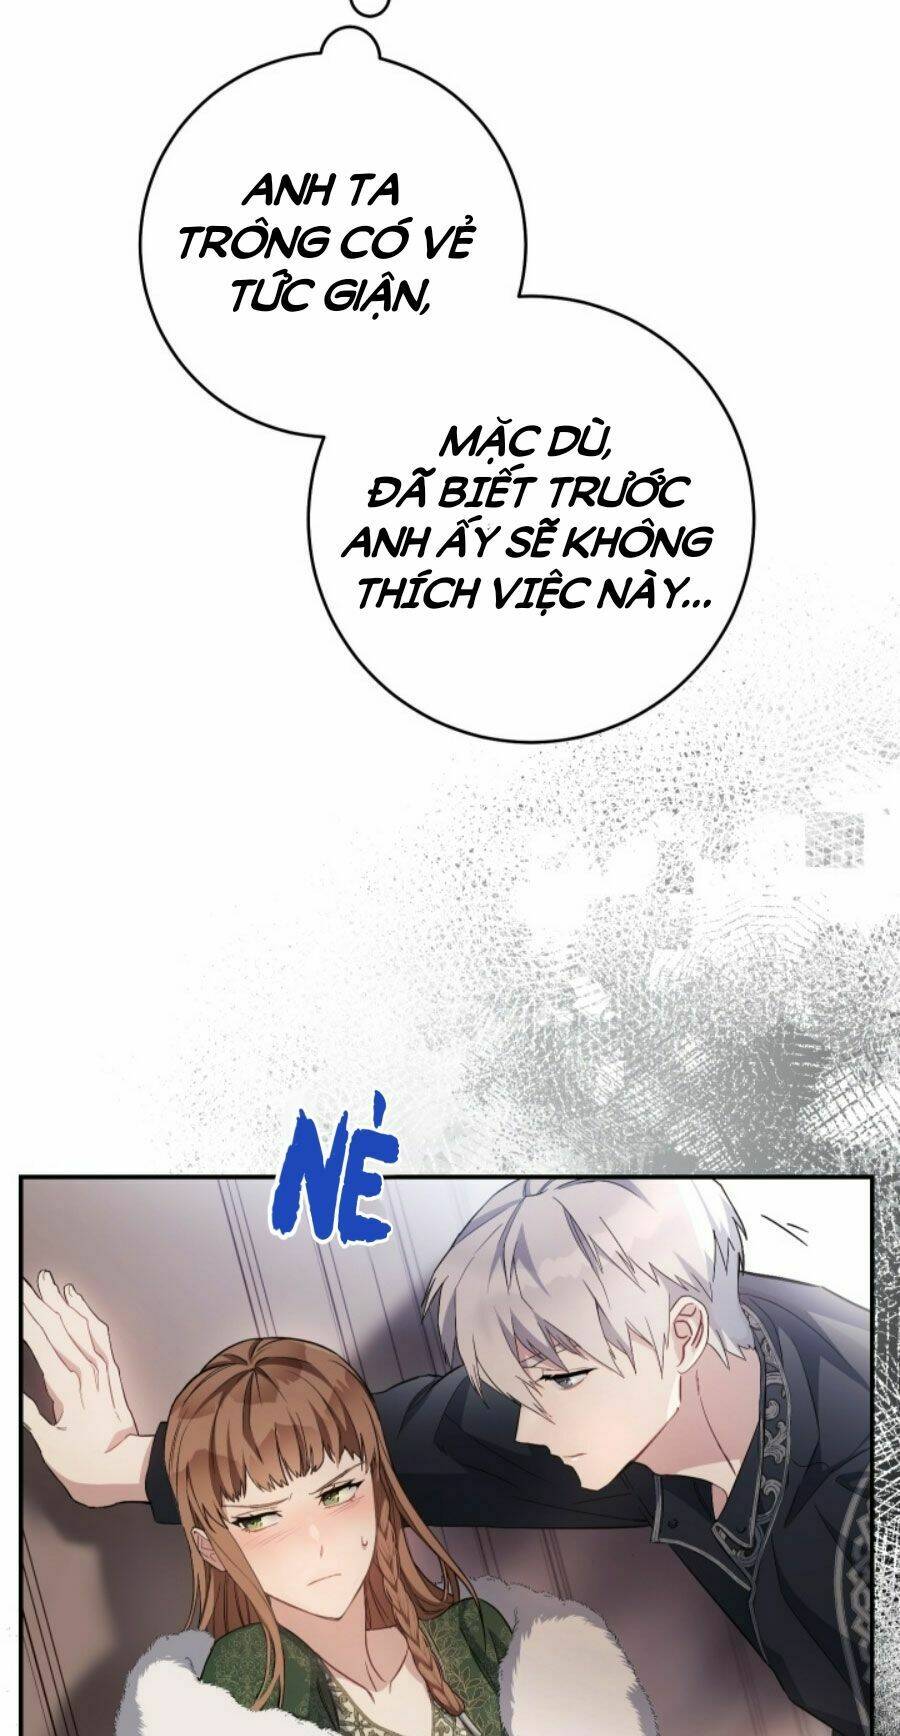 ANH TA
TRÔNG CÓ VẺ
TỨC GIẬN,
MẶC DÙ,
ĐÃ BIẾT TRƯỚC
ANH ẤY SẼ KHÔNG
THÍCH VIỆC NÀY...
NÉ